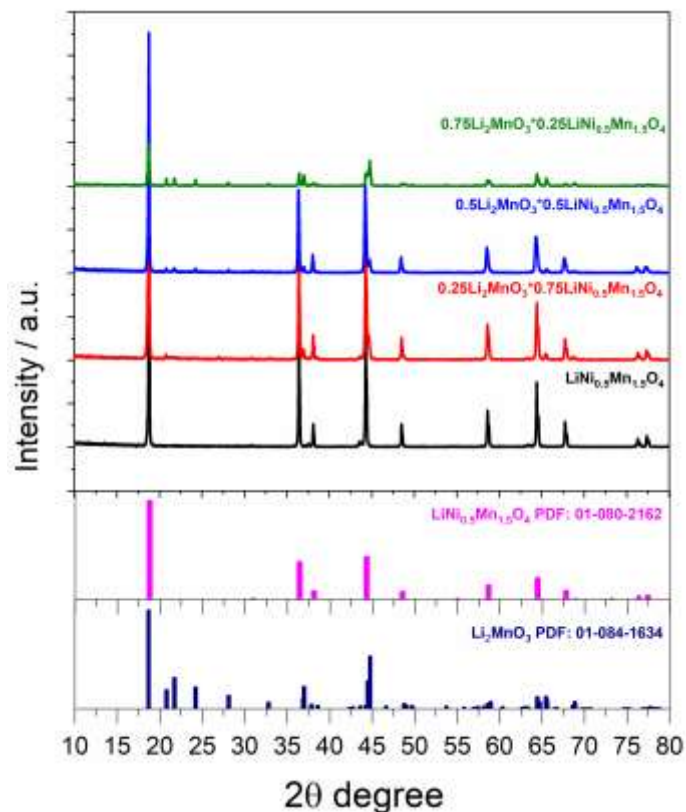 0.75Li₂MnO₃*0.25LiNi₀.₅Mn₁.₅O₄
0.5Li₂MnO₃*0.5LiNi₀.₅Mn₁.₅O₄
0.25Li₂MnO₃*0.75LiNi₀.₅Mn₁.₅O₄
LiNi₀.₅Mn₁.₅O₄
Intensity / a.u.
LiNi₀.₅Mn₁.₅O₄ PDF: 01-080-2162
Li₂MnO₃ PDF: 01-084-1634
10 15 20 25 30 35 40 45 50 55 60 65 70 75 80
2θ degree